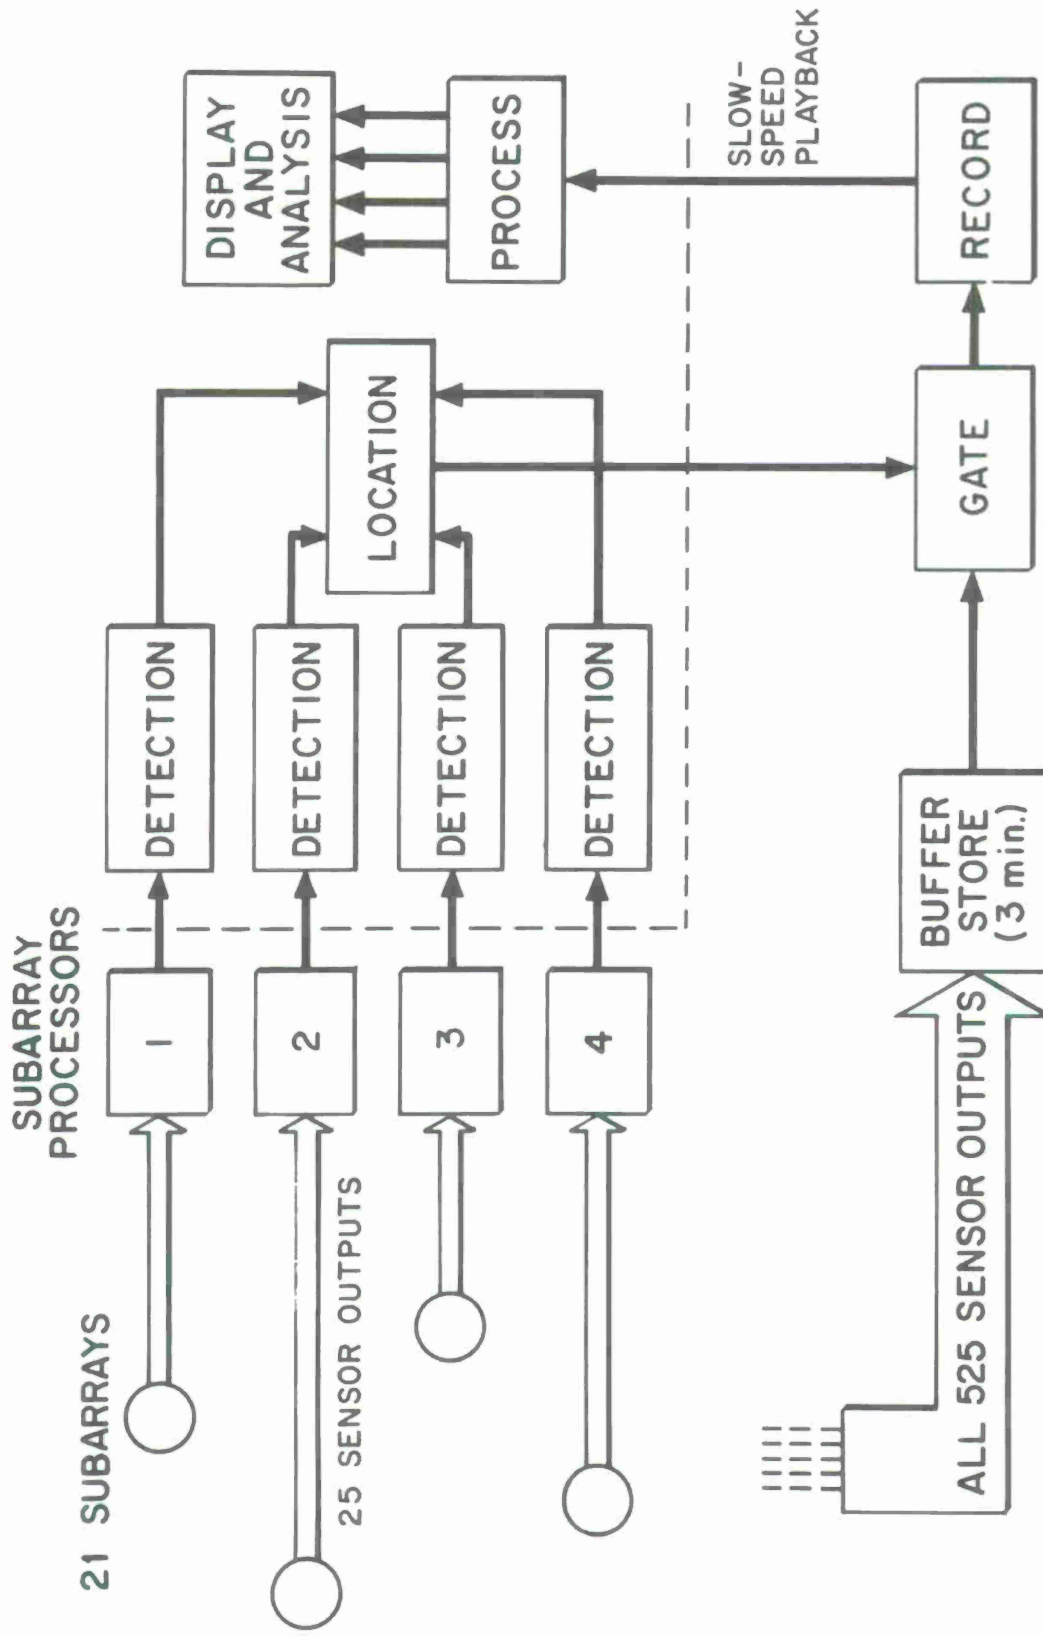 21 SUBARRAYS
SUBARRAY
PROCESSORS
1
DETECTION
2
DETECTION
25 SENSOR OUTPUTS
3
DETECTION
4
DETECTION
LOCATION
DISPLAY
AND
ANALYSIS
PROCESS
SLOW-
SPEED
PLAYBACK
ALL 525 SENSOR OUTPUTS
BUFFER
STORE
(3 min.)
GATE
RECORD